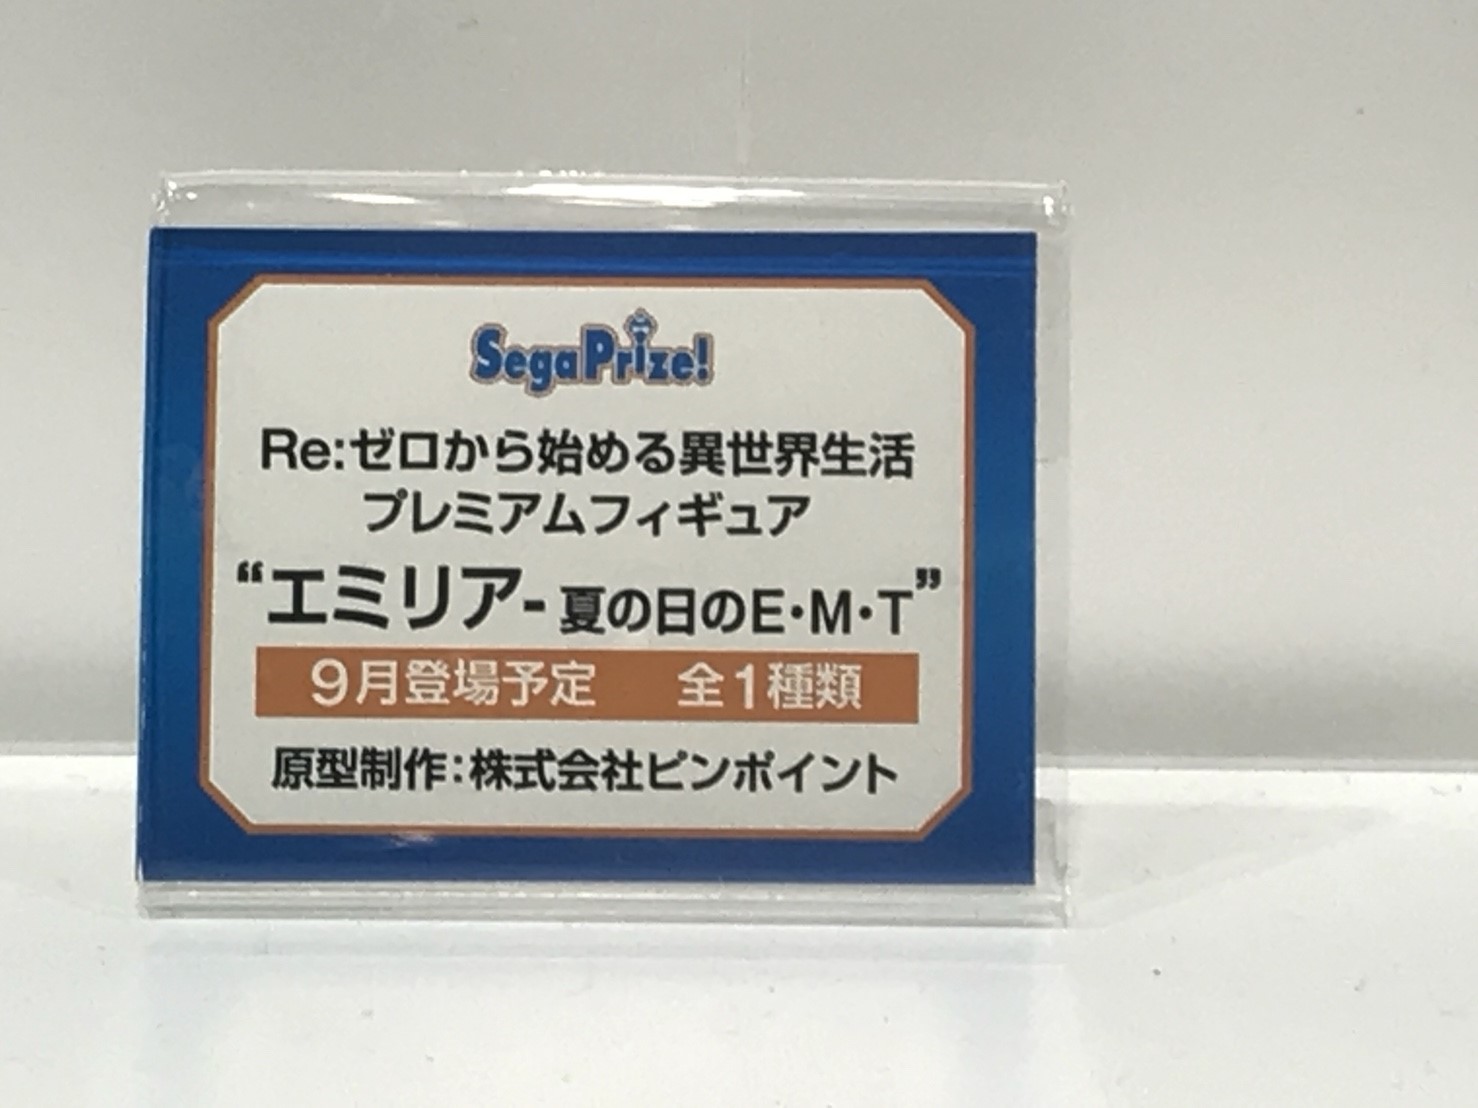 SegaPrize!
Re:ゼロから始める異世界生活
プレミアムフィギュア
“エミリア- 夏の日のE・M・T”
9月登場予定 全1種類
原型制作:株式会社ピンポイント